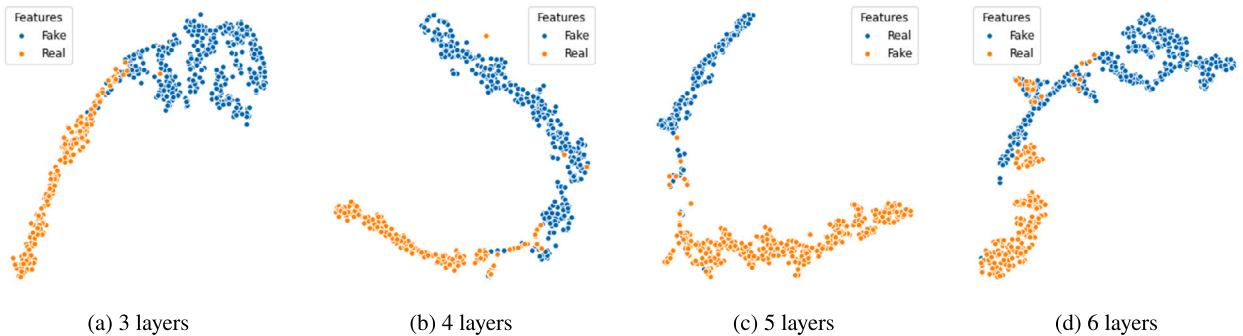 Features
Fake
Real
Features
Fake
Real
Features
Real
Fake
Features
Fake
Real
(a) 3 layers
(b) 4 layers
(c) 5 layers
(d) 6 layers